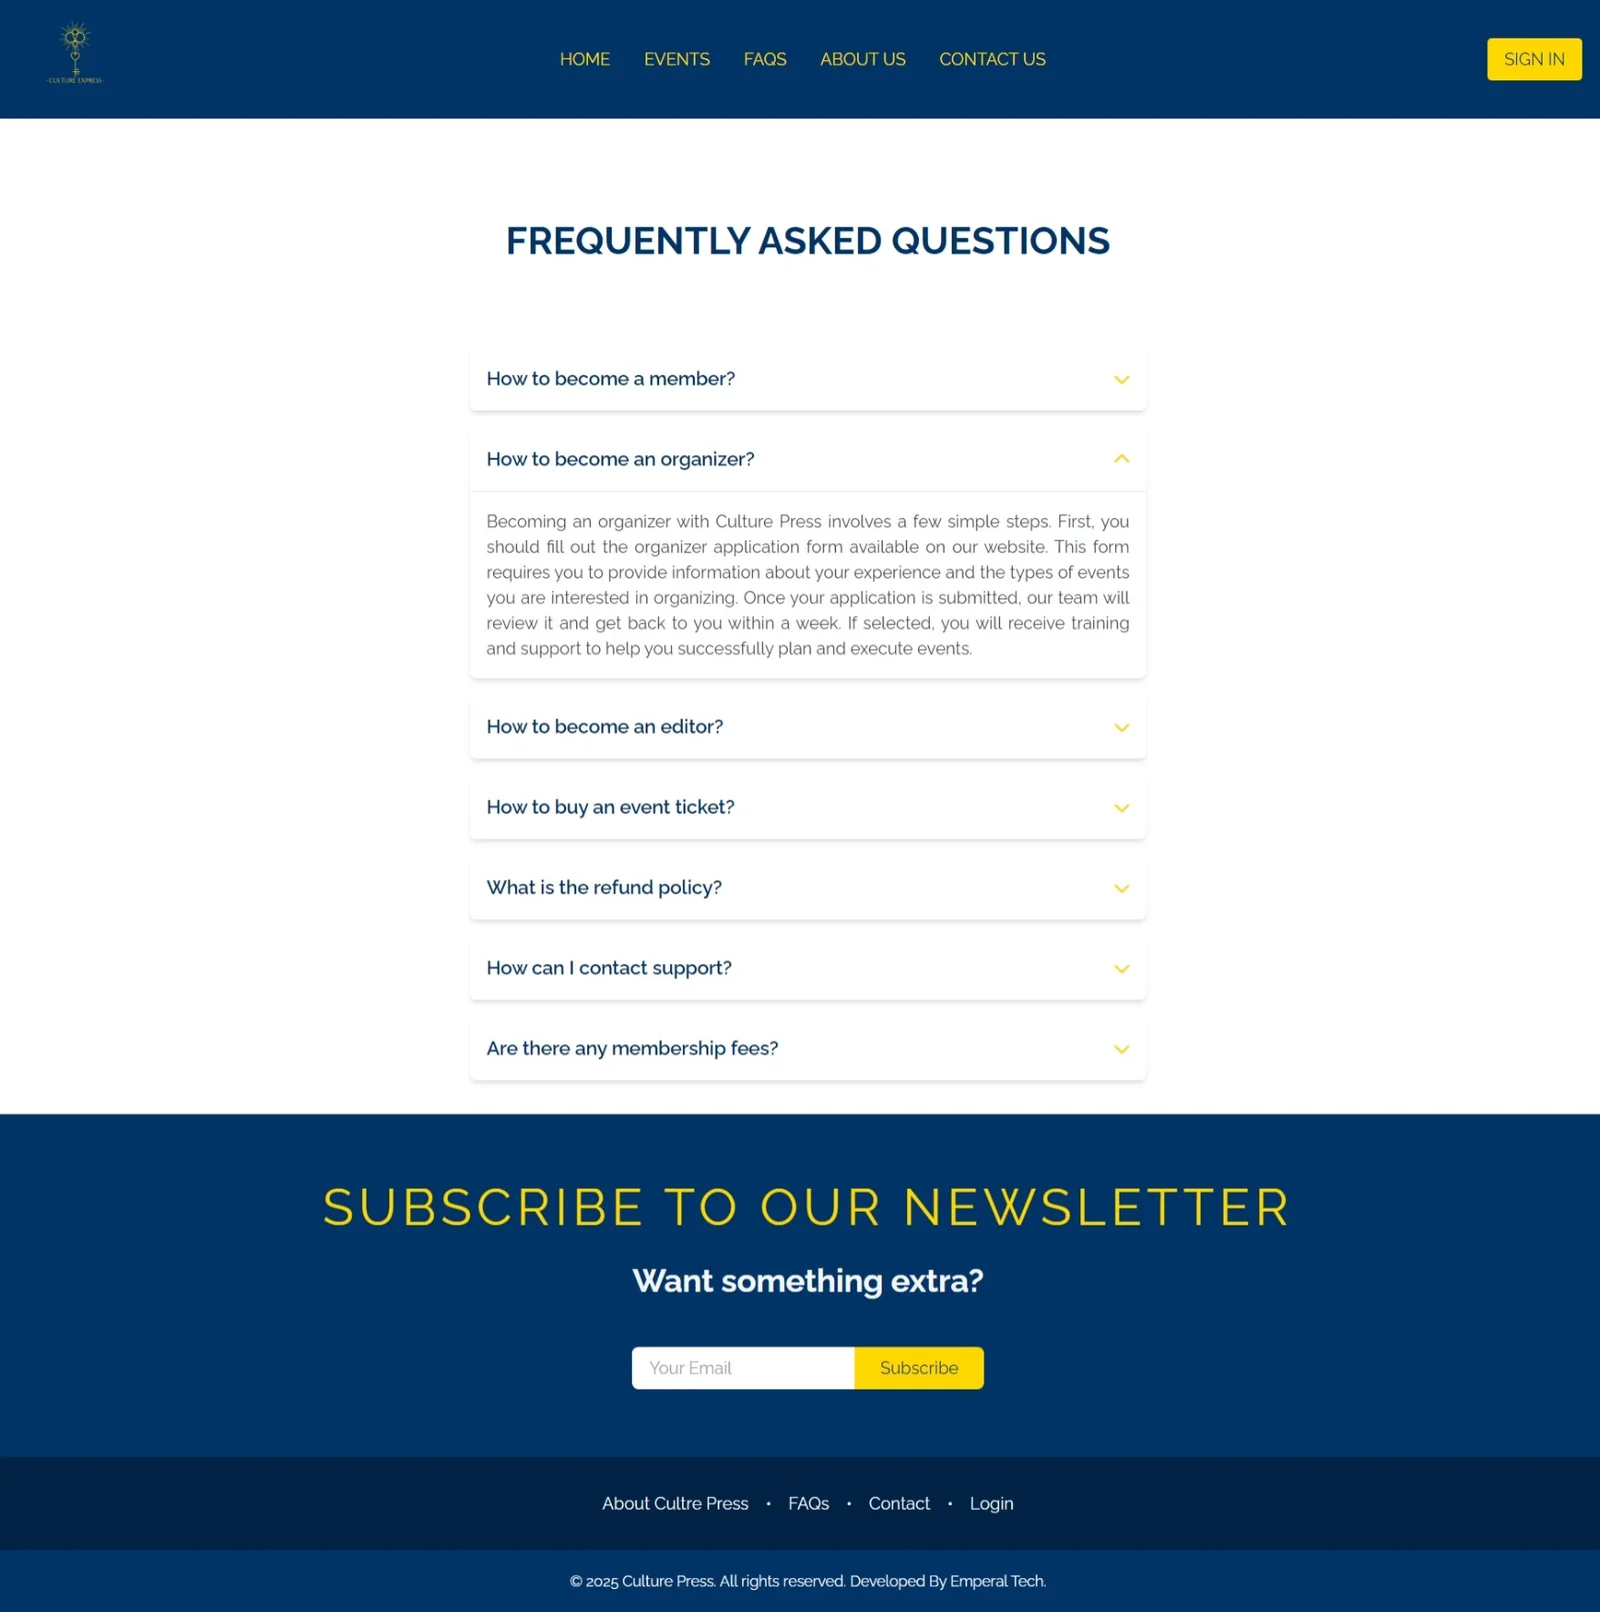 -CULTURE EXPRESS-
HOME EVENTS FAQS ABOUT US CONTACT US
SIGN IN
FREQUENTLY ASKED QUESTIONS
How to become a member?
How to become an organizer?
Becoming an organizer with Culture Press involves a few simple steps. First, you
should fill out the organizer application form available on our website. This form
requires you to provide information about your experience and the types of events
you are interested in organizing. Once your application is submitted, our team will
review it and get back to you within a week. If selected, you will receive training
and support to help you successfully plan and execute events.
How to become an editor?
How to buy an event ticket?
What is the refund policy?
How can I contact support?
Are there any membership fees?
SUBSCRIBE TO OUR NEWSLETTER
Want something extra?
Your Email
Subscribe
About Cultre Press • FAQs • Contact • Login
© 2025 Culture Press. All rights reserved. Developed By Emperal Tech.